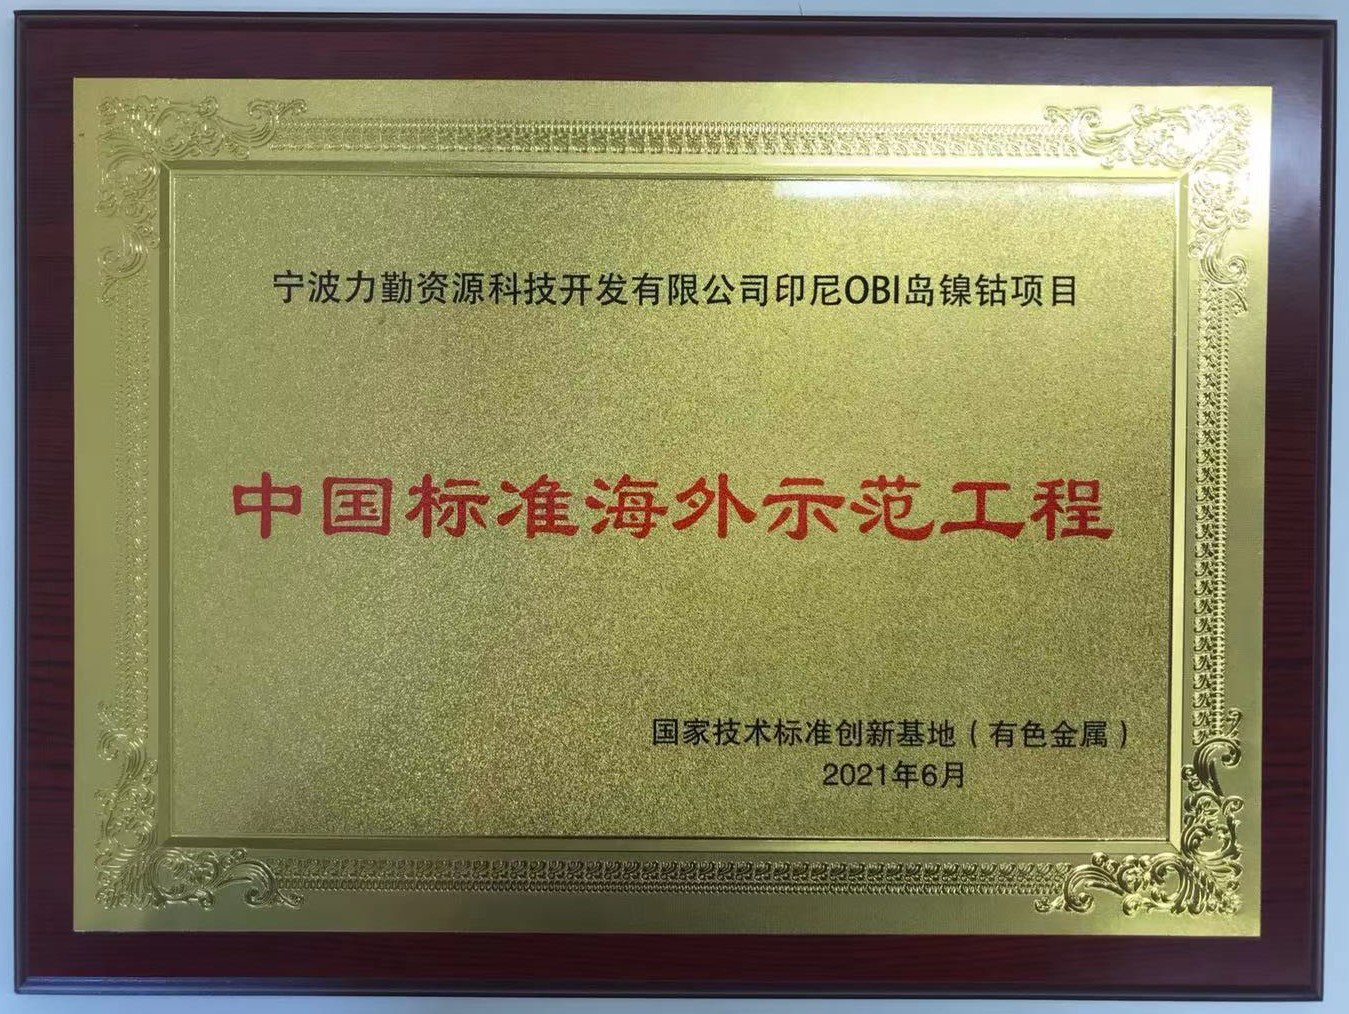 宁波力勤资源科技开发有限公司印尼OBI岛镍钴项目
中国标准海外示范工程
国家技术标准创新基地（有色金属）
2021年6月